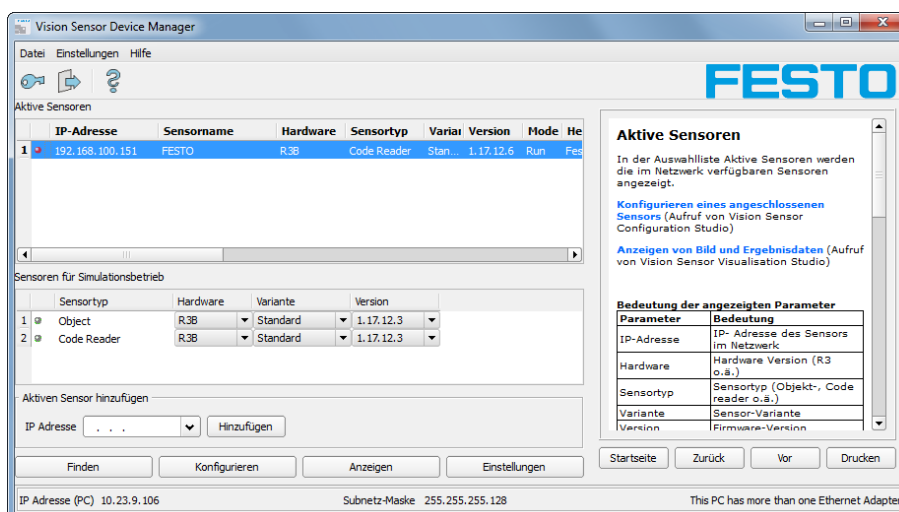 Vision Sensor Device Manager
Datei Einstellungen Hilfe
FESTO
Aktive Sensoren
IP-Adresse Sensorname Hardware Sensortyp Varian Version Mode He
1 192.168.100.151 FESTO R3B Code Reader Stan... 1.17.12.6 Run Fes
Sensoren für Simulationsbetrieb
Sensortyp Hardware Variante Version
1 Object R3B Standard 1.17.12.3
2 Code Reader R3B Standard 1.17.12.3
Aktiven Sensor hinzufügen
IP Adresse . . . Hinzufügen
Finden Konfigurieren Anzeigen Einstellungen
Aktive Sensoren
In der Auswahlliste Aktive Sensoren werden
die im Netzwerk verfügbaren Sensoren
angezeigt.
Konfigurieren eines angeschlossenen
Sensors (Aufruf von Vision Sensor
Configuration Studio)
Anzeigen von Bild und Ergebnisdaten (Aufruf
von Vision Sensor Visualisation Studio)
Bedeutung der angezeigten Parameter
Parameter Bedeutung
IP-Adresse IP- Adresse des Sensors
im Netzwerk
Hardware Hardware Version (R3
o.ä.)
Sensortyp Sensortyp (Objekt-, Code
reader o.ä.)
Variante Sensor-Variante
Version Firmware-Version
Startseite Zurück Vor Drucken
IP Adresse (PC) 10.23.9.106 Subnetz-Maske 255.255.255.128 This PC has more than one Ethernet Adapte